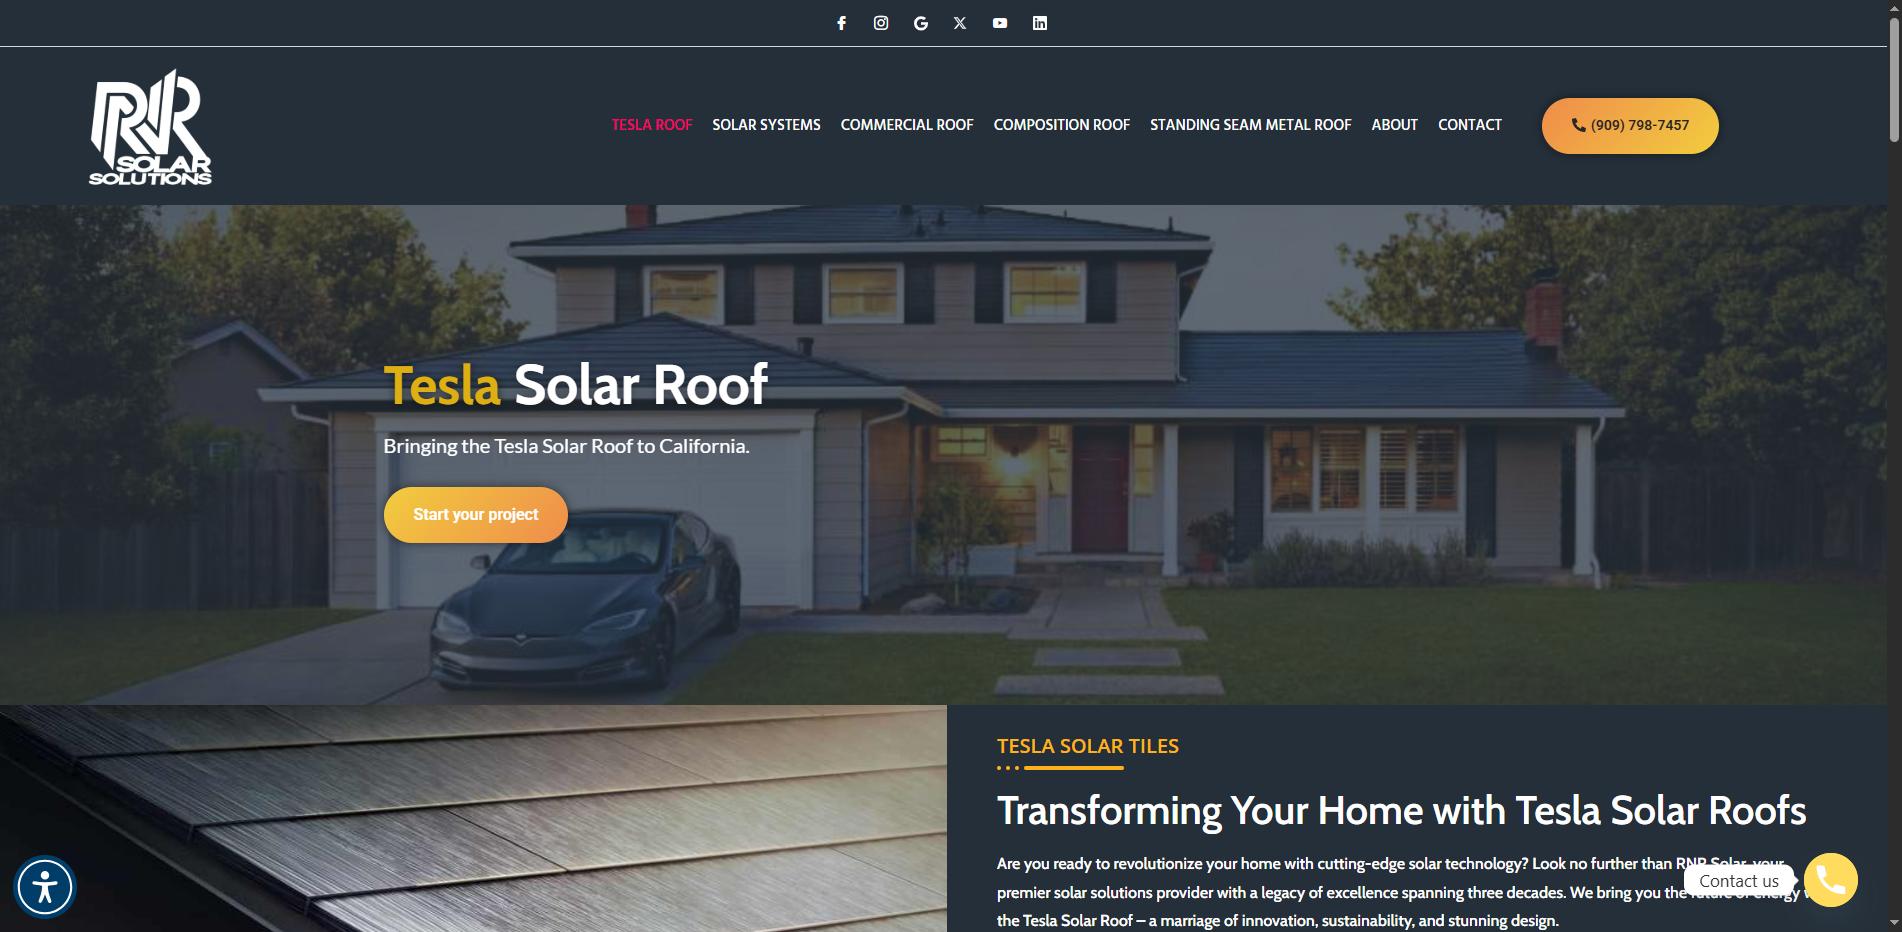 RNR
SOLAR
SOLUTIONS
TESLA ROOF SOLAR SYSTEMS COMMERCIAL ROOF COMPOSITION ROOF STANDING SEAM METAL ROOF ABOUT CONTACT (909) 798-7457
Tesla Solar Roof
Bringing the Tesla Solar Roof to California.
Start your project
TESLA SOLAR TILES
Transforming Your Home with Tesla Solar Roofs
Are you ready to revolutionize your home with cutting-edge solar technology? Look no further than RNR Solar, your
premier solar solutions provider with a legacy of excellence spanning three decades. We bring you the future of energy
the Tesla Solar Roof – a marriage of innovation, sustainability, and stunning design.
Contact us